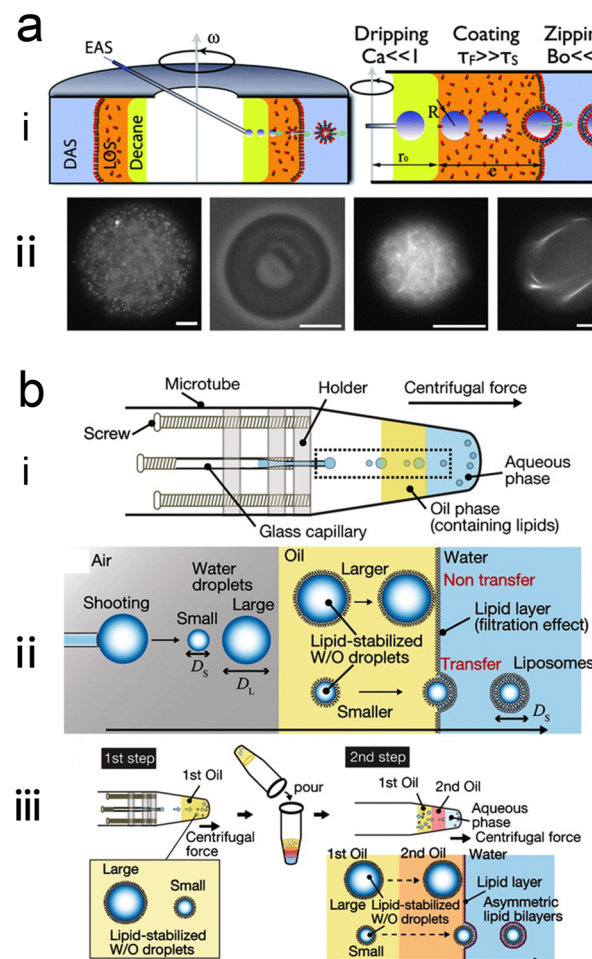 a
i
EAS
ω
DAS
LOS
Decane
Dripping
Ca<<1
Coating
τF>>τS
Zippin
Bo<<
R
r₀
e
ii
b
i
Microtube
Holder
Centrifugal force
Screw
Glass capillary
Oil phase
(containing lipids)
Aqueous
phase
ii
Air
Shooting
Water
droplets
Small
Large
DS
DL
Oil
Larger
Lipid-stabilized
W/O droplets
Smaller
Water
Non transfer
Lipid layer
(filtration effect)
Transfer
Liposomes
DS
iii
1st step
1st Oil
Centrifugal
force
Large
Small
Lipid-stabilized
W/O droplets
pour
2nd step
1st Oil
2nd Oil
Aqueous
phase
Centrifugal force
1st Oil
2nd Oil
Water
Large
Lipid-stabilized
W/O droplets
Small
Lipid layer
Asymmetric
lipid bilayers